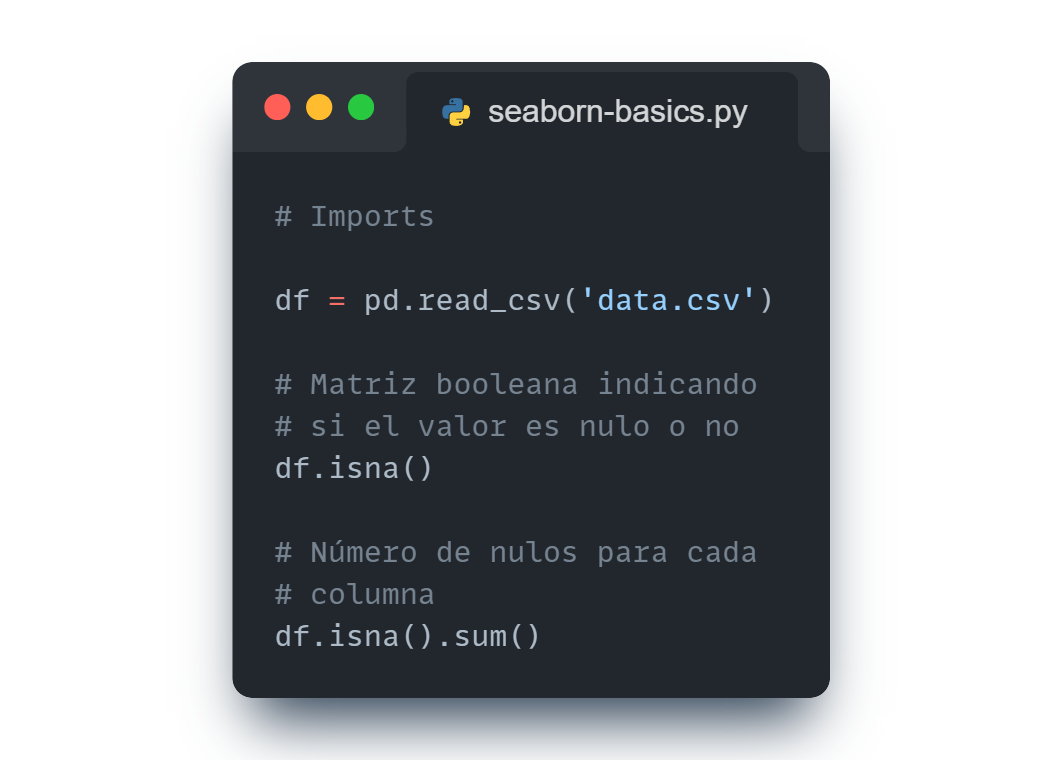 seaborn-basics.py
# Imports
df = pd.read_csv('data.csv')
# Matriz booleana indicando
# si el valor es nulo o no
df.isna()
# Número de nulos para cada
# columna
df.isna().sum()